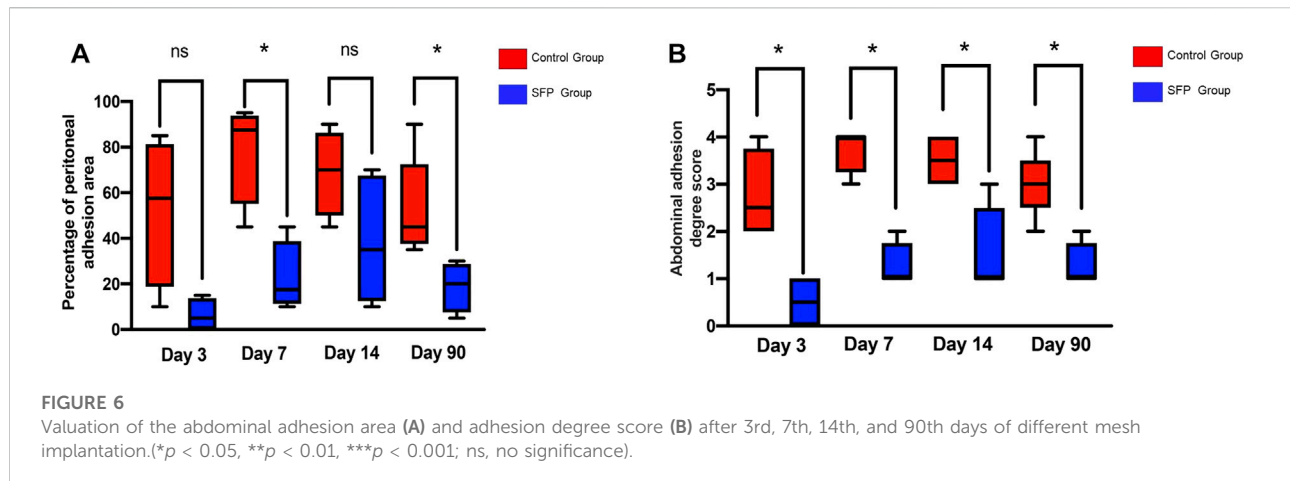 A
ns
*
ns
*
Control Group
SFP Group
Percentage of peritoneal
adhesion area
100
80
60
40
20
0
Day 3
Day 7
Day 14
Day 90
B
*
*
*
*
Control Group
SFP Group
Abdominal adhesion
degree score
5
4
3
2
1
0
Day 3
Day 7
Day 14
Day 90
FIGURE 6
Valuation of the abdominal adhesion area (A) and adhesion degree score (B) after 3rd, 7th, 14th, and 90th days of different mesh
implantation.(*p < 0.05, **p < 0.01, ***p < 0.001; ns, no significance).